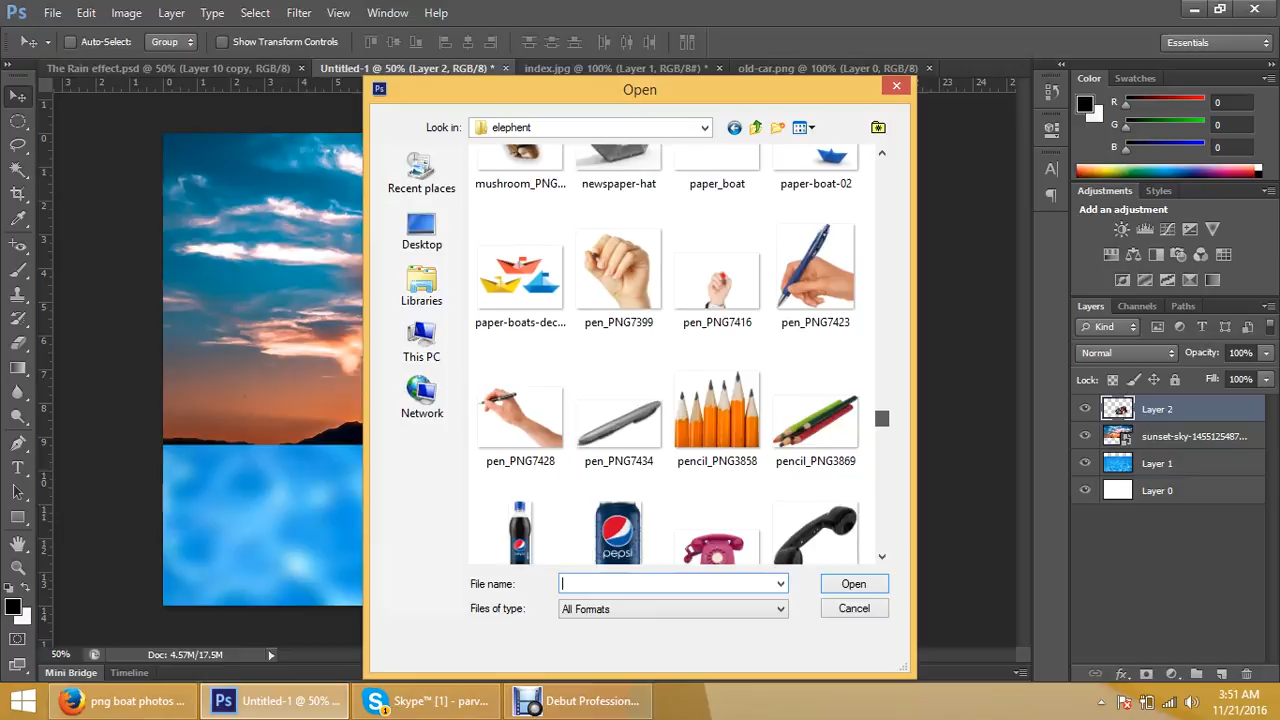 Ps File Edit Image Layer Type Select Filter 3D View Window Help
Auto-Select: Group Show Transform Controls Essentials
The Rain effect.psd @ 50% (Layer 10 copy, RGB/8) × Untitled-1 @ 50% (Layer 2, RGB/8) * × index.jpg @ 100% (Layer 1, RGB/8#) * × old-car.png @ 100% (Layer 0, RGB/8) ×
Open
Look in: elephent
Recent places
Desktop
Libraries
This PC
Network
mushroom_PNG... newspaper-hat paper_boat paper-boat-02
paper-boats-dec... pen_PNG7399 pen_PNG7416 pen_PNG7423
pen_PNG7428 pen_PNG7434 pencil_PNG3858 pencil_PNG3869
pepsi
File name: Open
Files of type: All Formats Cancel
Color Swatches
R 0
G 0
B 0
Adjustments Styles
Add an adjustment
Layers Channels Paths
Kind
Normal Opacity: 100%
Lock: Fill: 100%
Layer 2
sunset-sky-1455125487...
Layer 1
Layer 0
50% Doc: 4.57M/17.5M
Mini Bridge Timeline
png boat photos ... Ps Untitled-1 @ 50% ... Skype™ [1] - parv... Debut Profession...
3:51 AM
11/21/2016